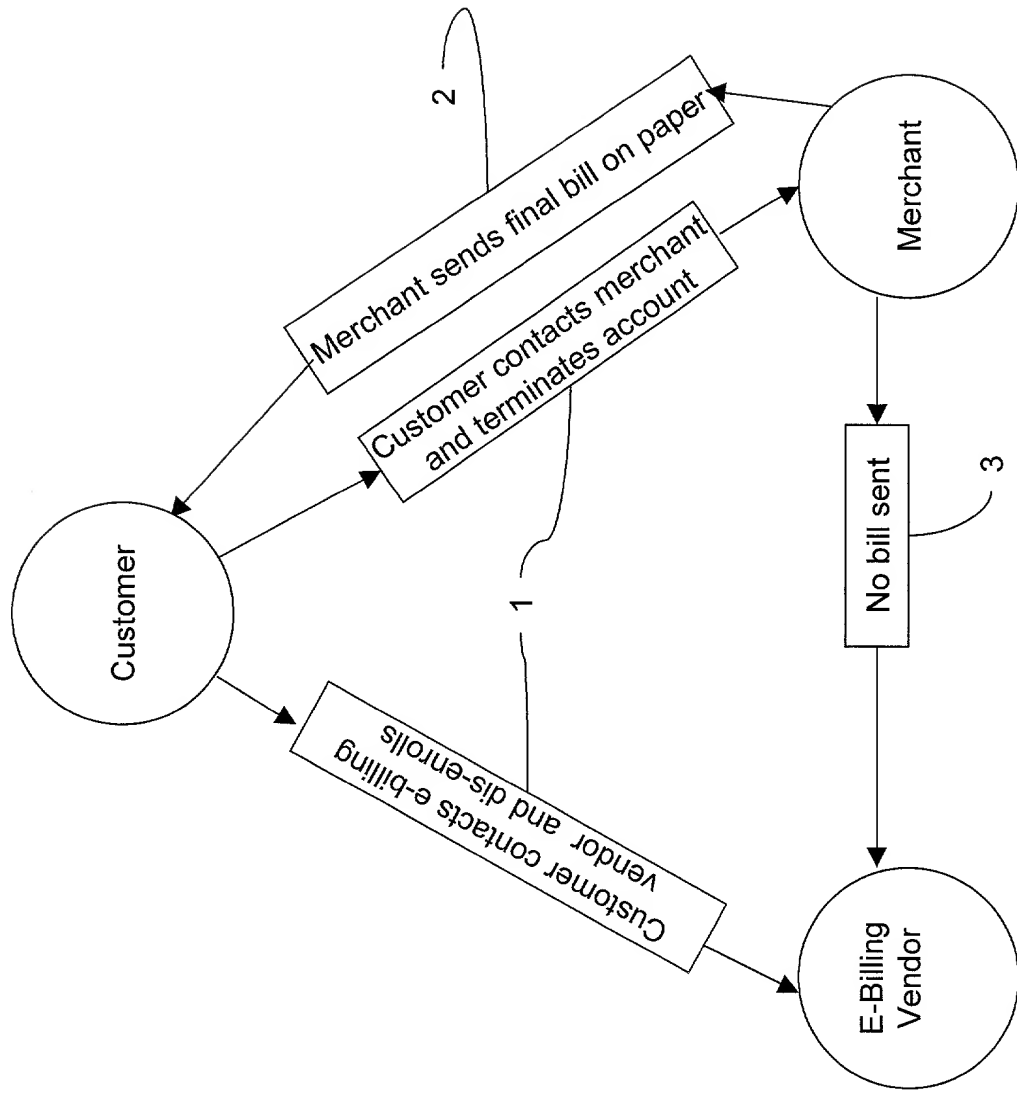 Customer
Customer contacts e-billing
vendor and dis-enrolls
1
Customer contacts merchant
and terminates account
Merchant sends final bill on paper
2
E-Billing
Vendor
No bill sent
3
Merchant